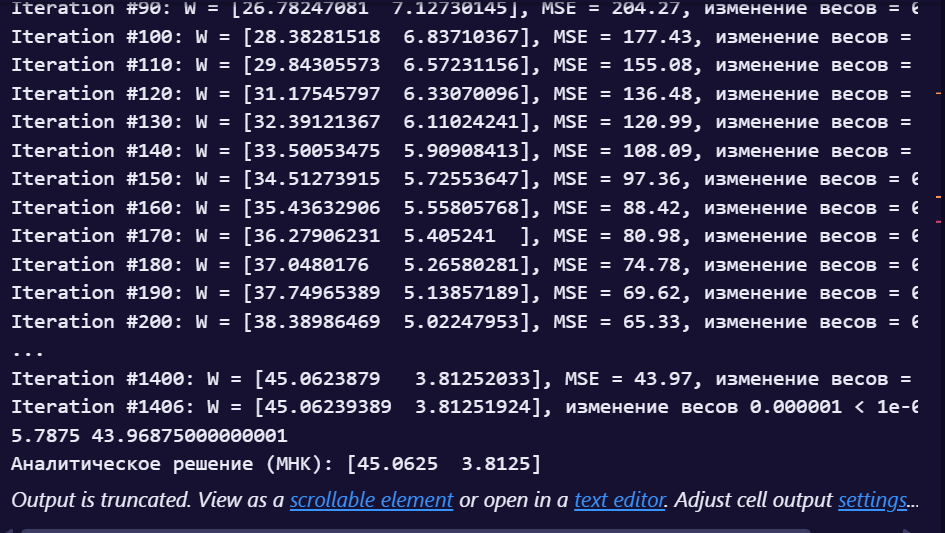 Iteration #90: W = [26.78247081  7.12730145], MSE = 204.27, изменение весов = 0
Iteration #100: W = [28.38281518  6.83710367], MSE = 177.43, изменение весов =
Iteration #110: W = [29.84305573  6.57231156], MSE = 155.08, изменение весов =
Iteration #120: W = [31.17545797  6.33070096], MSE = 136.48, изменение весов =
Iteration #130: W = [32.39121367  6.11024241], MSE = 120.99, изменение весов =
Iteration #140: W = [33.50053475  5.90908413], MSE = 108.09, изменение весов =
Iteration #150: W = [34.51273915  5.72553647], MSE = 97.36, изменение весов = 0
Iteration #160: W = [35.43632906  5.55805768], MSE = 88.42, изменение весов = 0
Iteration #170: W = [36.27906231  5.405241  ], MSE = 80.98, изменение весов = 0
Iteration #180: W = [37.0480176   5.26580281], MSE = 74.78, изменение весов = 0
Iteration #190: W = [37.74965389  5.13857189], MSE = 69.62, изменение весов = 0
Iteration #200: W = [38.38986469  5.02247953], MSE = 65.33, изменение весов = 0
...
Iteration #1400: W = [45.0623879   3.81252033], MSE = 43.97, изменение весов =
Iteration #1406: W = [45.06239389  3.81251924], изменение весов 0.000001 < 1e-0
5.7875 43.96875000000001
Аналитическое решение (МНК): [45.0625  3.8125]
Output is truncated. View as a scrollable element or open in a text editor. Adjust cell output settings...